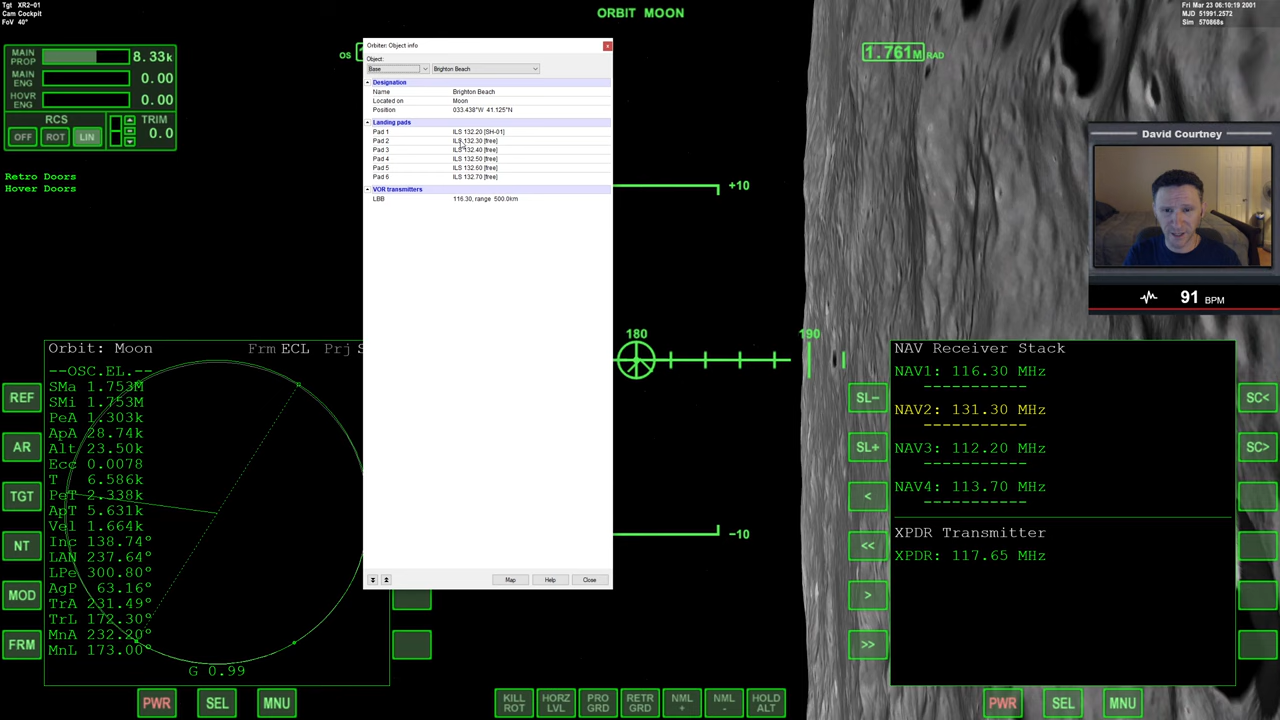 Tgt XR2-01
Cam Cockpit
FoV 40°
ORBIT MOON
Fri Mar 23 06:10:19 2001
MJD 51991.2572
Sim 570868s
MAIN PROP 8.33k
MAIN ENG 0.00
HOVR ENG 0.00
RCS TRIM
OFF ROT LIN 0.0
Retro Doors
Hover Doors
OS
1.761M RAD
Orbiter: Object info
x
Object:
Base Brighton Beach
Designation
Name Brighton Beach
Located on Moon
Position 033.438°W 41.125°N
Landing pads
Pad 1 ILS 132.20 [SH-01]
Pad 2 ILS 132.30 [free]
Pad 3 ILS 132.40 [free]
Pad 4 ILS 132.50 [free]
Pad 5 ILS 132.60 [free]
Pad 6 ILS 132.70 [free]
VOR transmitters
LBB 116.30, range 500.0km
Map Help Close
+10
180 190
-10
David Courtney
91 BPM
Orbit: Moon Frm ECL Prj
--OSC.EL.--
SMa 1.753M
SMi 1.753M
PeA 1.303k
ApA 28.74k
Alt 23.50k
Ecc 0.0078
T 6.586k
PeT 2.338k
ApT 5.631k
Vel 1.664k
Inc 138.74°
LAN 237.64°
LPe 300.80°
AgP 63.16°
TrA 231.49°
TrL 172.30°
MnA 232.20°
MnL 173.00°
G 0.99
REF
AR
TGT
NT
MOD
FRM
PWR SEL MNU
KILL ROT
HORZ LVL
PRO GRD
RETR GRD
NML +
NML -
HOLD ALT
NAV Receiver Stack
NAV1: 116.30 MHz
-----------
NAV2: 131.30 MHz
-----------
NAV3: 112.20 MHz
-----------
NAV4: 113.70 MHz
-----------
XPDR Transmitter
XPDR: 117.65 MHz
SL-
SL+
<
<<
>
>>
SC<
SC>
PWR SEL MNU